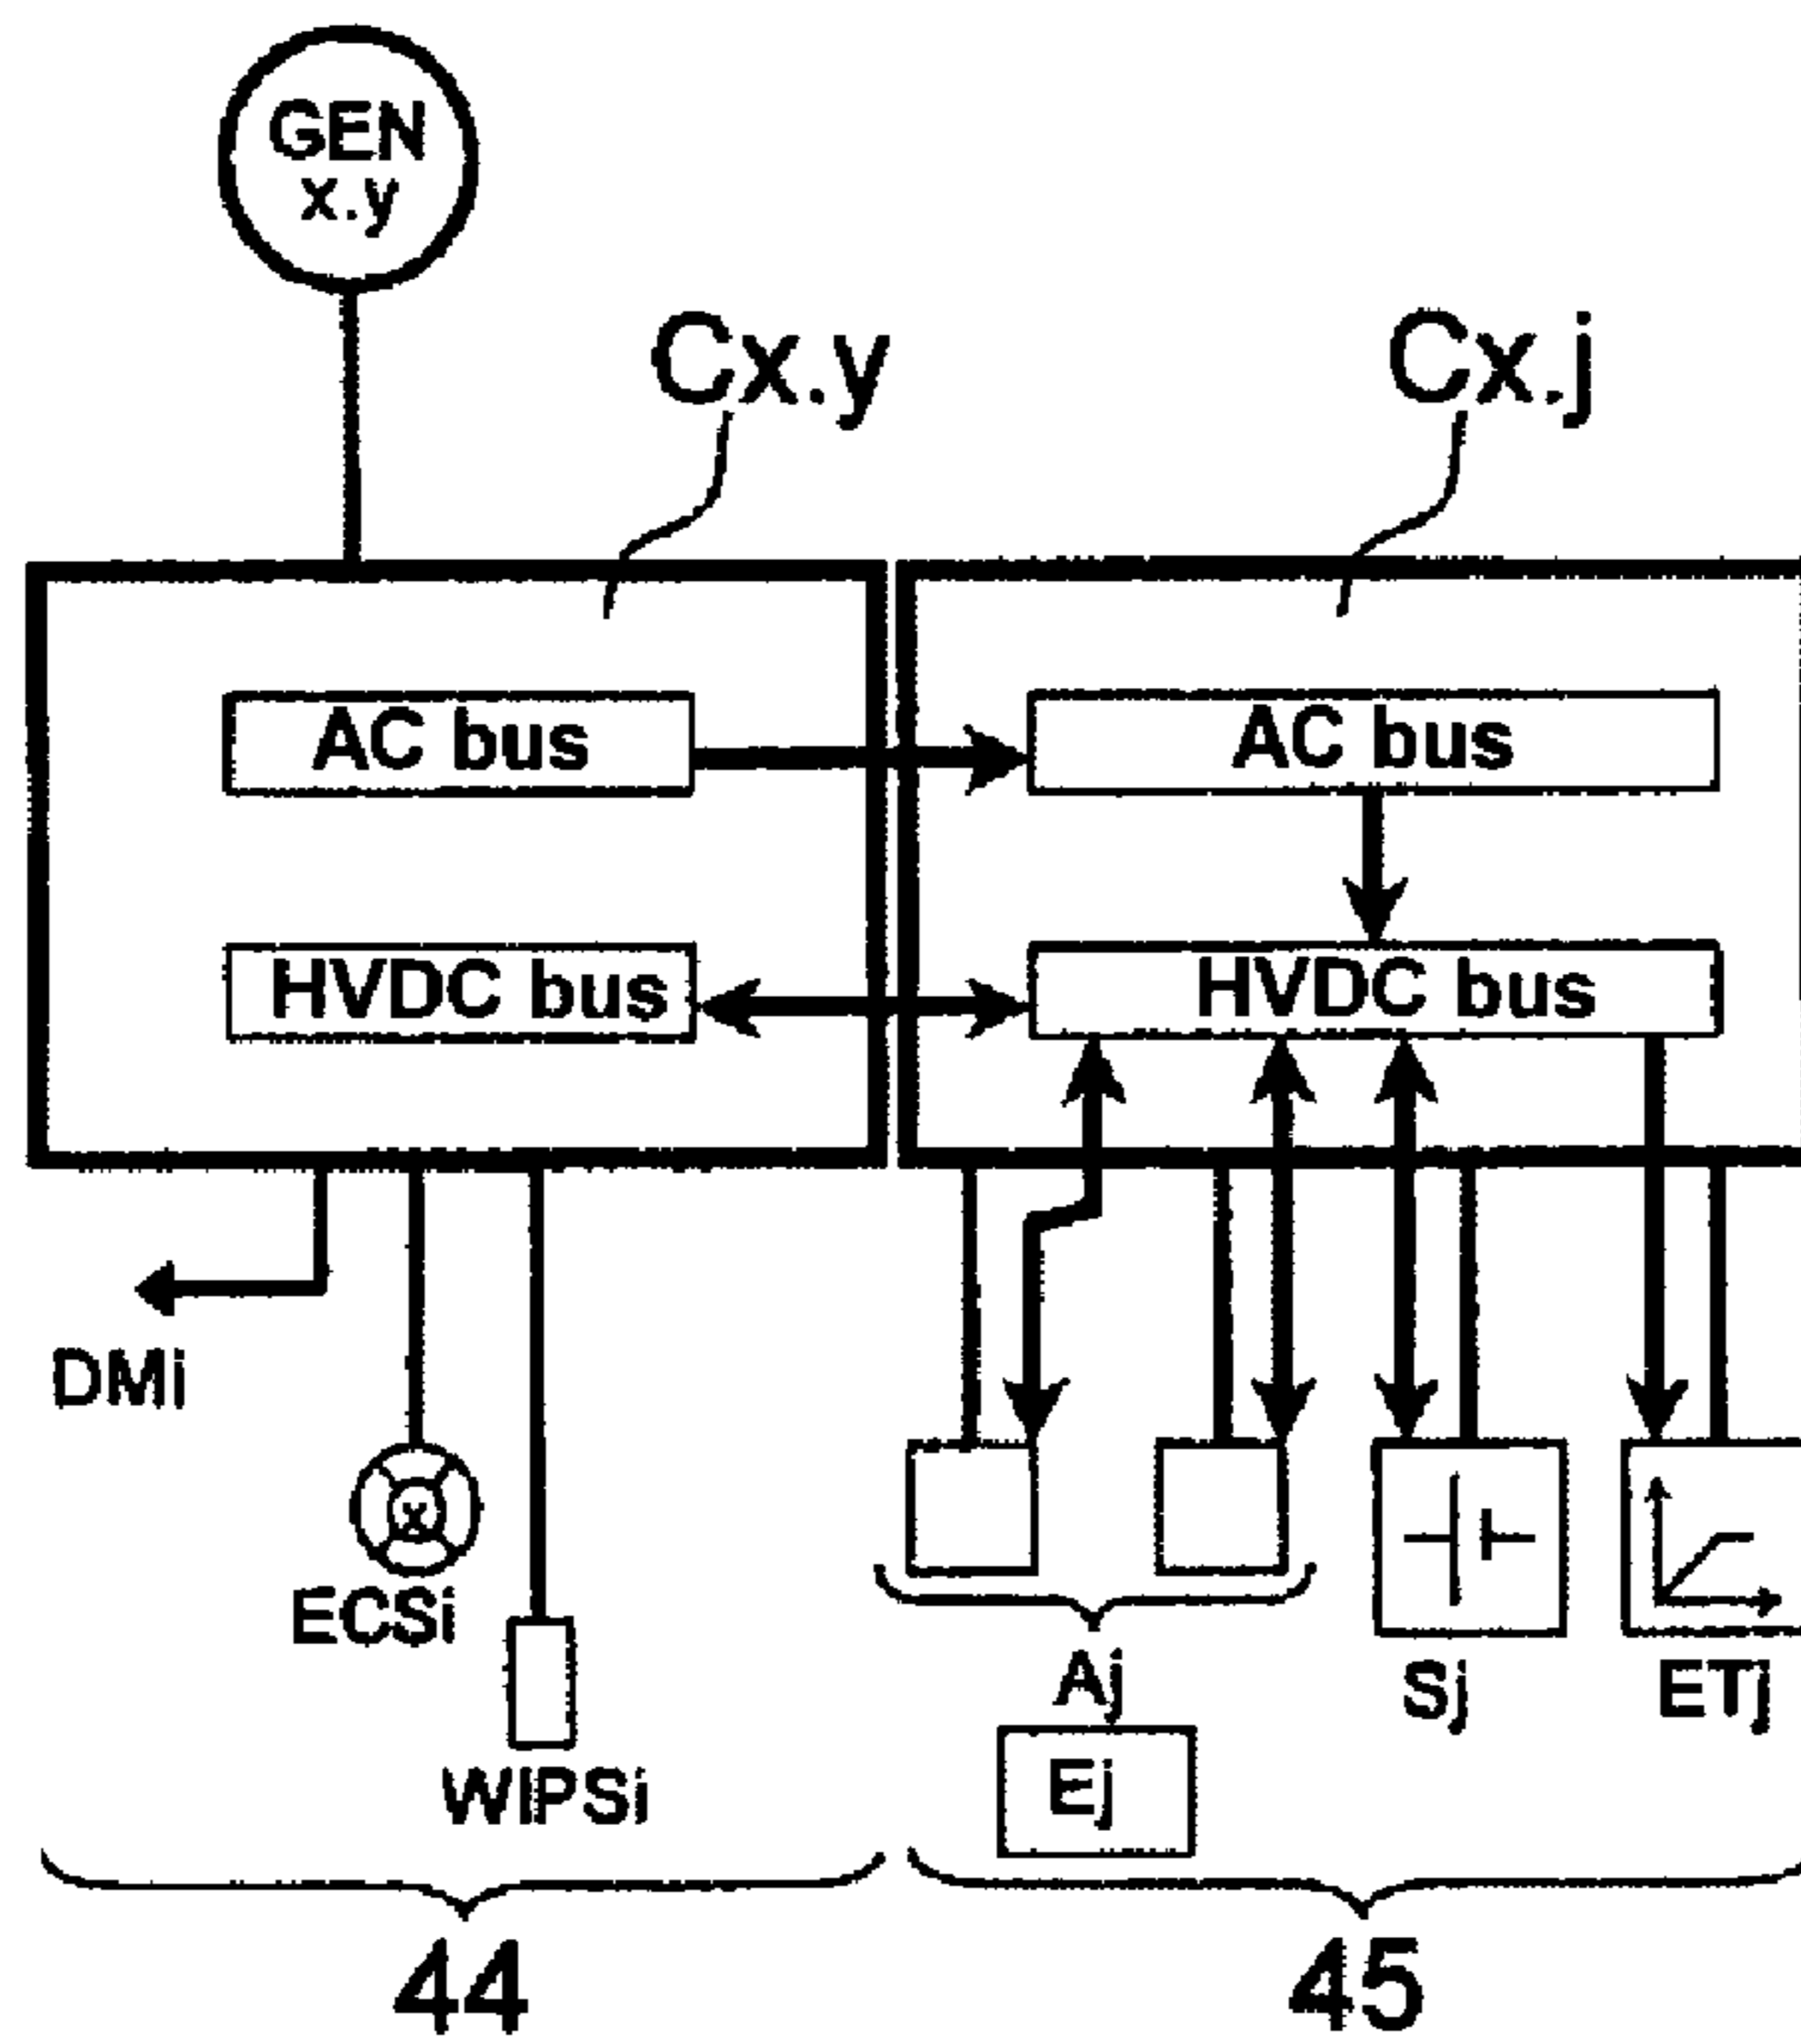 GEN
x.y
Cx.y
Cx.j
AC bus
AC bus
HVDC bus
HVDC bus
DMi
ECSi
WIPSi
Aj
Sj
ETj
Ej
44
45